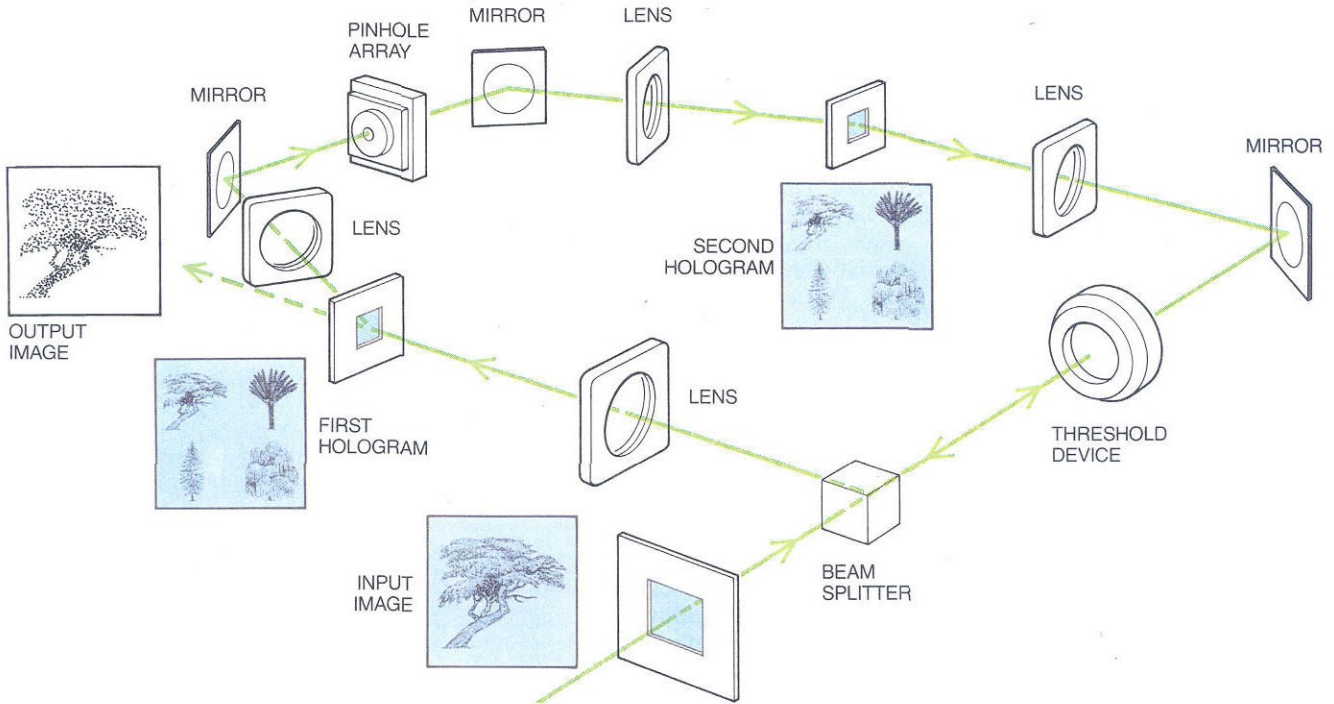 MIRROR
LENS
PINHOLE
ARRAY
MIRROR
LENS
MIRROR
LENS
SECOND
HOLOGRAM
OUTPUT
IMAGE
FIRST
HOLOGRAM
LENS
THRESHOLD
DEVICE
INPUT
IMAGE
BEAM
SPLITTER